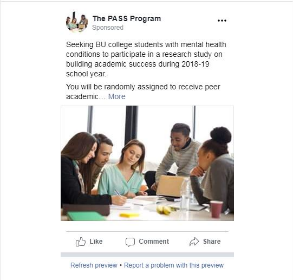 The PASS Program
Sponsored
Seeking BU college students with mental health
conditions to participate in a research study on
building academic success during 2018-19
school year.
You will be randomly assigned to receive peer
academic... More
Like Comment Share
Refresh preview • Report a problem with this preview